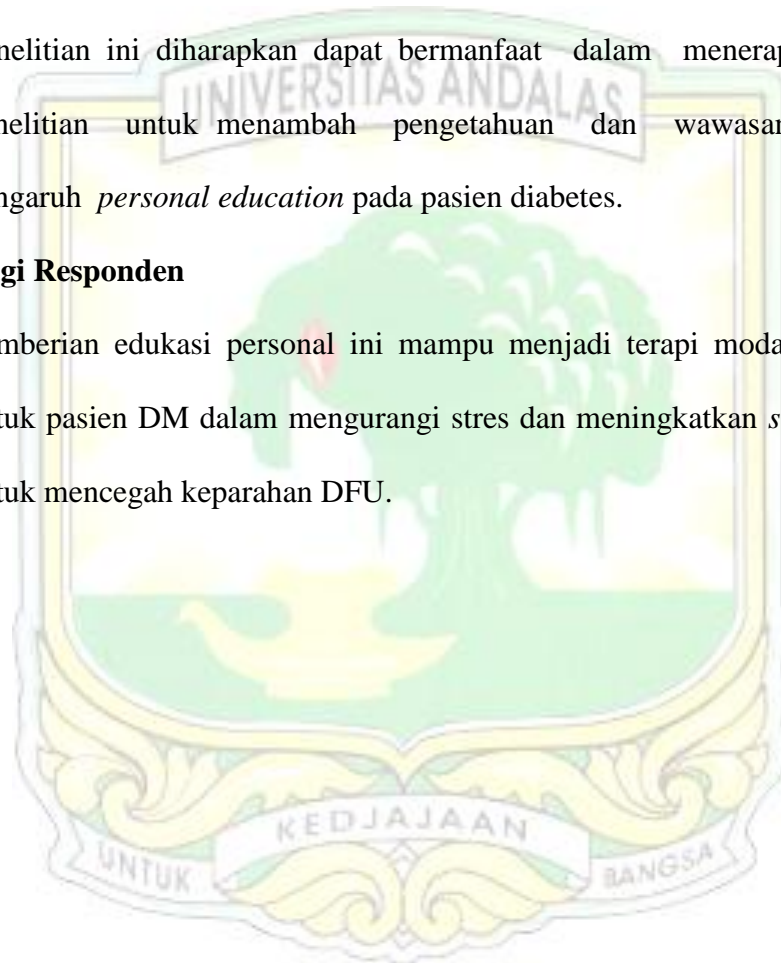 nelitian ini diharapkan dapat bermanfaat dalam menerap
UNIVERSITAS ANDALAS
nelitian untuk menambah pengetahuan dan wawasan
ngaruh personal education pada pasien diabetes.
gi Responden
mberian edukasi personal ini mampu menjadi terapi moda
tuk pasien DM dalam mengurangi stres dan meningkatkan s
tuk mencegah keparahan DFU.
KEDJAJAAN
UNTUK BANGSA